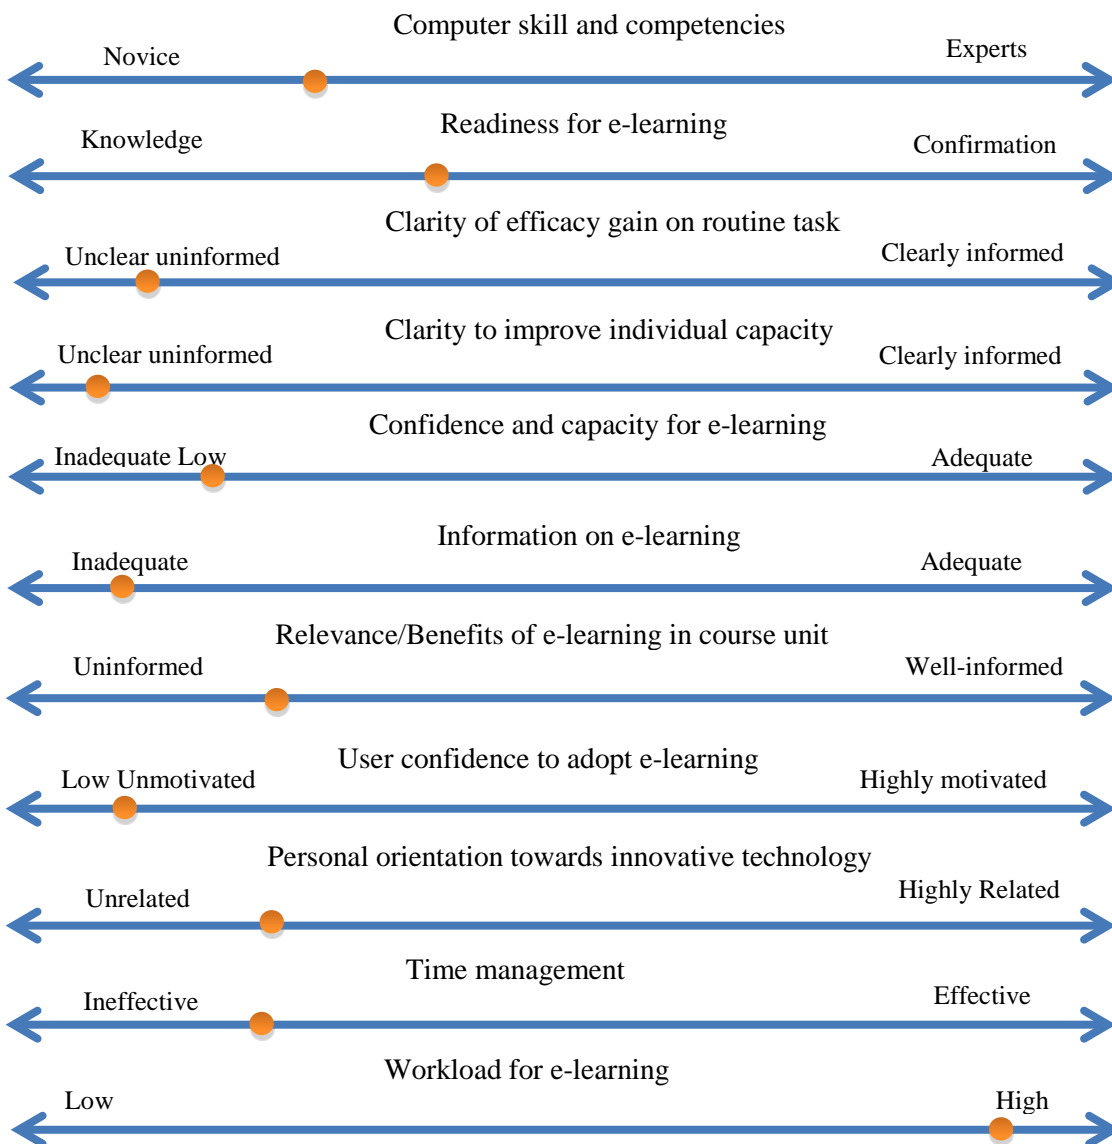 Computer skill and competencies
Novice Experts
Readiness for e-learning
Knowledge Confirmation
Clarity of efficacy gain on routine task
Unclear uninformed Clearly informed
Clarity to improve individual capacity
Unclear uninformed Clearly informed
Confidence and capacity for e-learning
Inadequate Low Adequate
Information on e-learning
Inadequate Adequate
Relevance/Benefits of e-learning in course unit
Uninformed Well-informed
User confidence to adopt e-learning
Low Unmotivated Highly motivated
Personal orientation towards innovative technology
Unrelated Highly Related
Time management
Ineffective Effective
Workload for e-learning
Low High